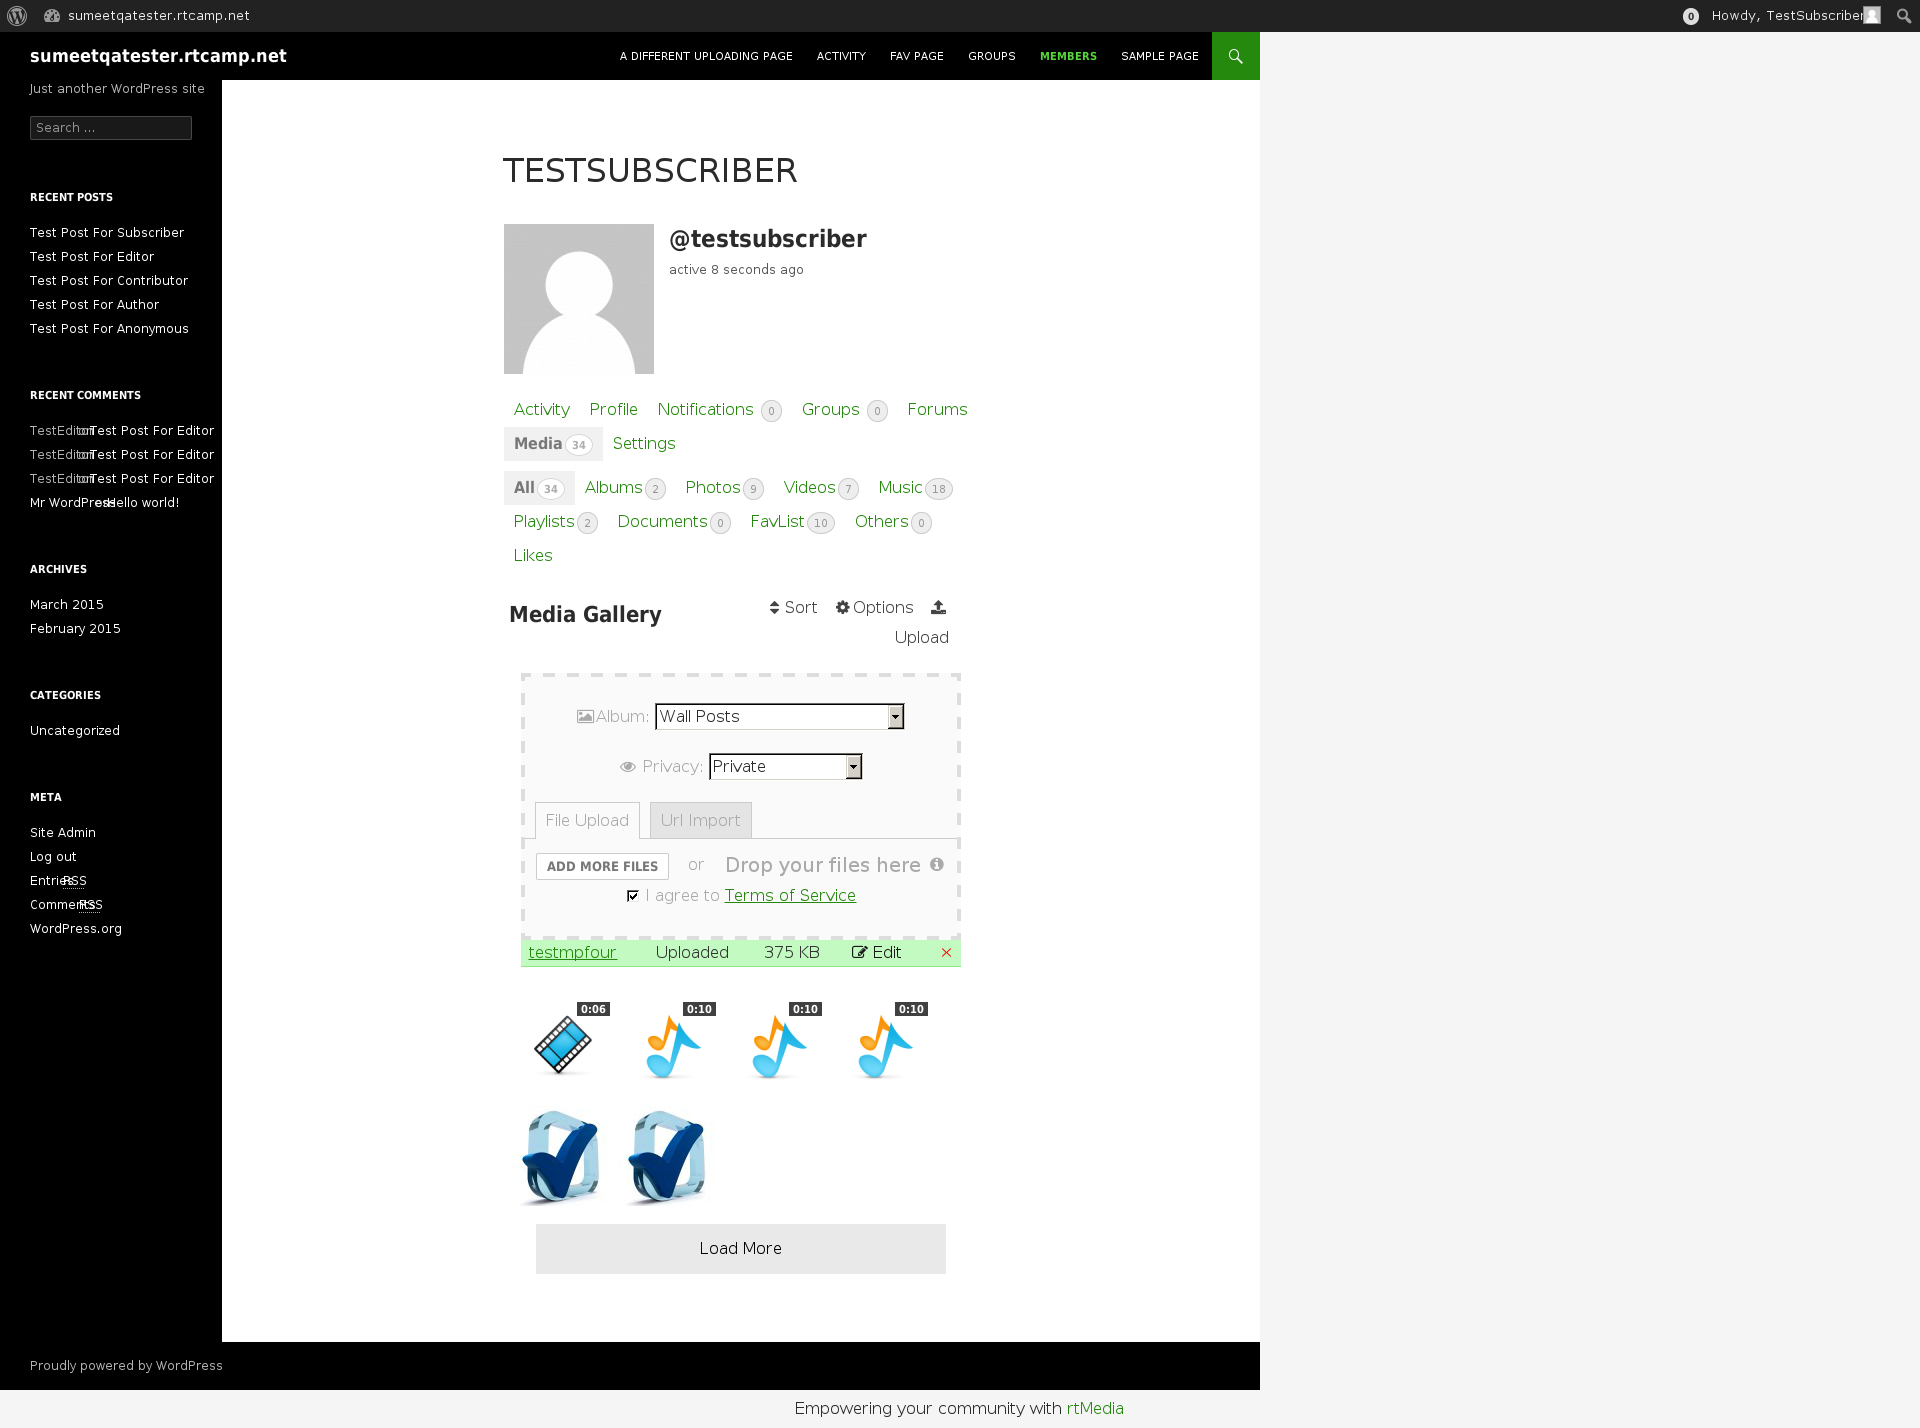 sumeetqatester.rtcamp.net
0
Howdy, TestSubscriber
sumeetqatester.rtcamp.net
A DIFFERENT UPLOADING PAGE
ACTIVITY
FAV PAGE
GROUPS
MEMBERS
SAMPLE PAGE
Just another WordPress site
Search ...
RECENT POSTS
Test Post For Subscriber
Test Post For Editor
Test Post For Contributor
Test Post For Author
Test Post For Anonymous
RECENT COMMENTS
TestEditor on Test Post For Editor
TestEditor on Test Post For Editor
TestEditor on Test Post For Editor
Mr WordPress on Hello world!
ARCHIVES
March 2015
February 2015
CATEGORIES
Uncategorized
META
Site Admin
Log out
Entries RSS
Comments RSS
WordPress.org
TESTSUBSCRIBER
@testsubscriber
active 8 seconds ago
Activity Profile Notifications 0 Groups 0 Forums
Media 34 Settings
All 34 Albums 2 Photos 9 Videos 7 Music 18
Playlists 2 Documents 0 FavList 10 Others 0
Likes
Media Gallery
Sort Options
Upload
Album: Wall Posts
Privacy: Private
File Upload Url Import
ADD MORE FILES or Drop your files here
I agree to Terms of Service
testmpfour Uploaded 375 KB Edit ×
0:06 0:10 0:10 0:10
Load More
Proudly powered by WordPress
Empowering your community with rtMedia